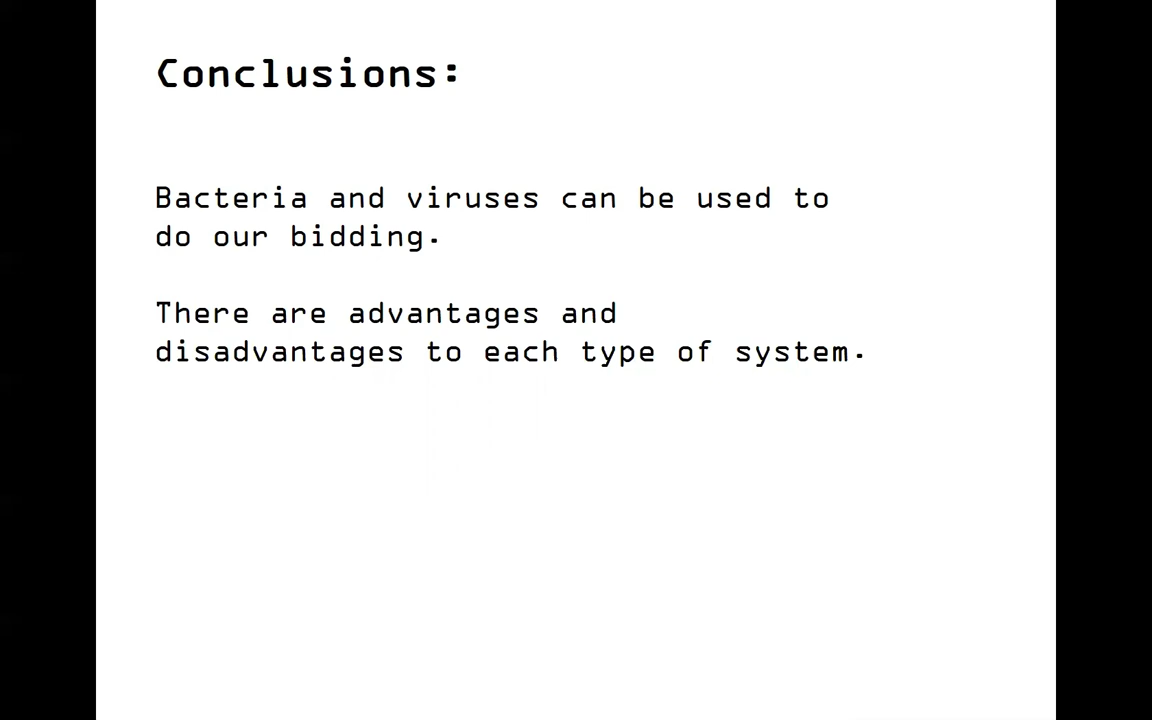 Conclusions:
Bacteria and viruses can be used to
do our bidding.
There are advantages and
disadvantages to each type of system.